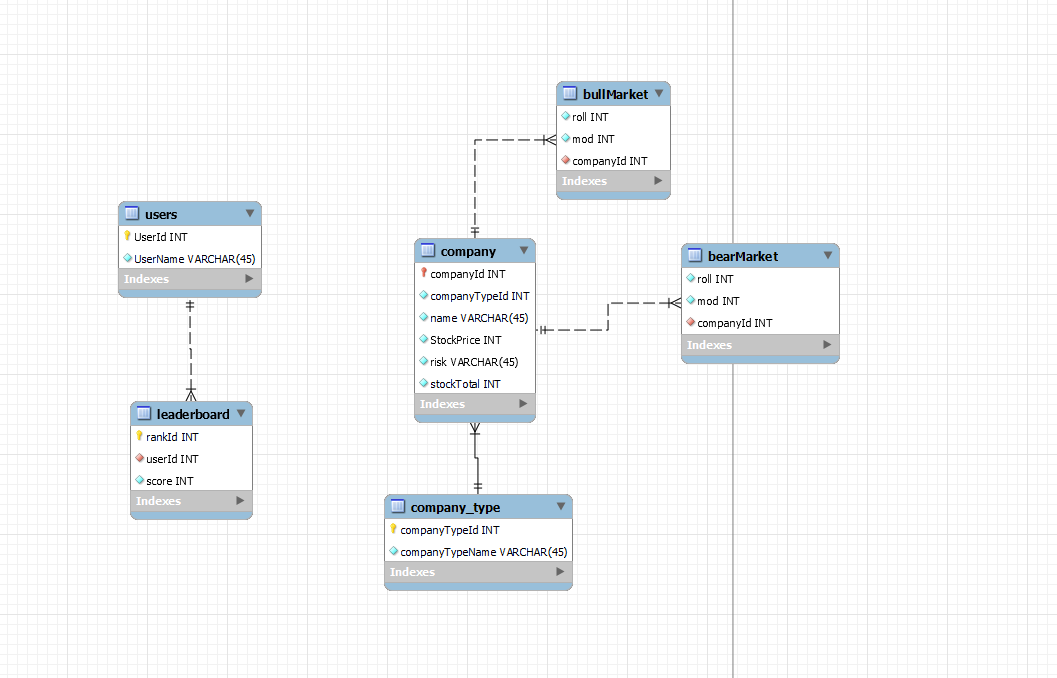 bullMarket
roll INT
mod INT
companyId INT
Indexes
users
UserId INT
UserName VARCHAR(45)
Indexes
company
companyId INT
companyTypeId INT
name VARCHAR(45)
StockPrice INT
risk VARCHAR(45)
stockTotal INT
Indexes
bearMarket
roll INT
mod INT
companyId INT
Indexes
leaderboard
rankId INT
userId INT
score INT
Indexes
company_type
companyTypeId INT
companyTypeName VARCHAR(45)
Indexes